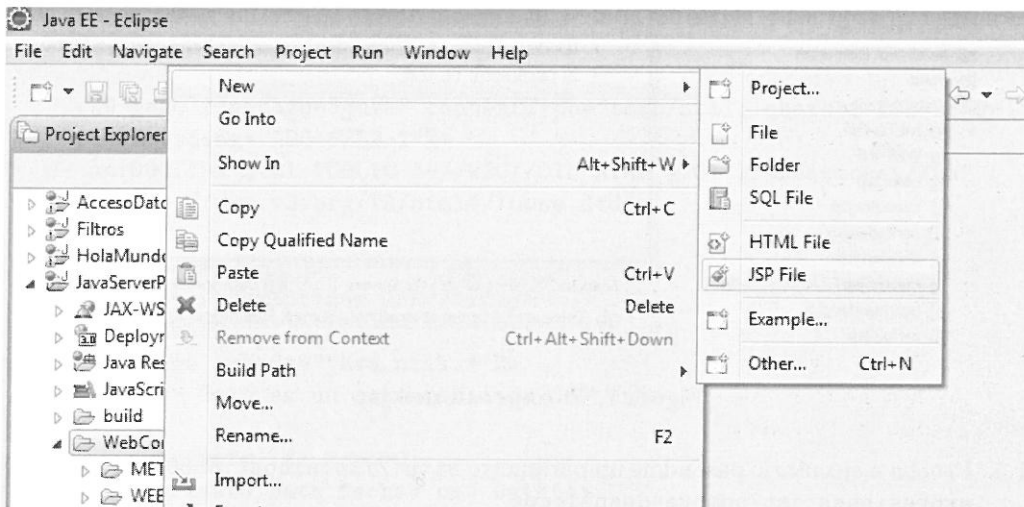 Java EE - Eclipse
File Edit Navigate Search Project Run Window Help
Project Explorer
AccesoDato
Filtros
HolaMundo
JavaServerP
JAX-WS
Deployr
Java Res
JavaScri
build
WebCo
MET
WEB
New
Go Into
Show In Alt+Shift+W
Copy Ctrl+C
Copy Qualified Name
Paste Ctrl+V
Delete Delete
Remove from Context Ctrl+Alt+Shift+Down
Build Path
Move...
Rename... F2
Import...
Project...
File
Folder
SQL File
HTML File
JSP File
Example...
Other... Ctrl+N